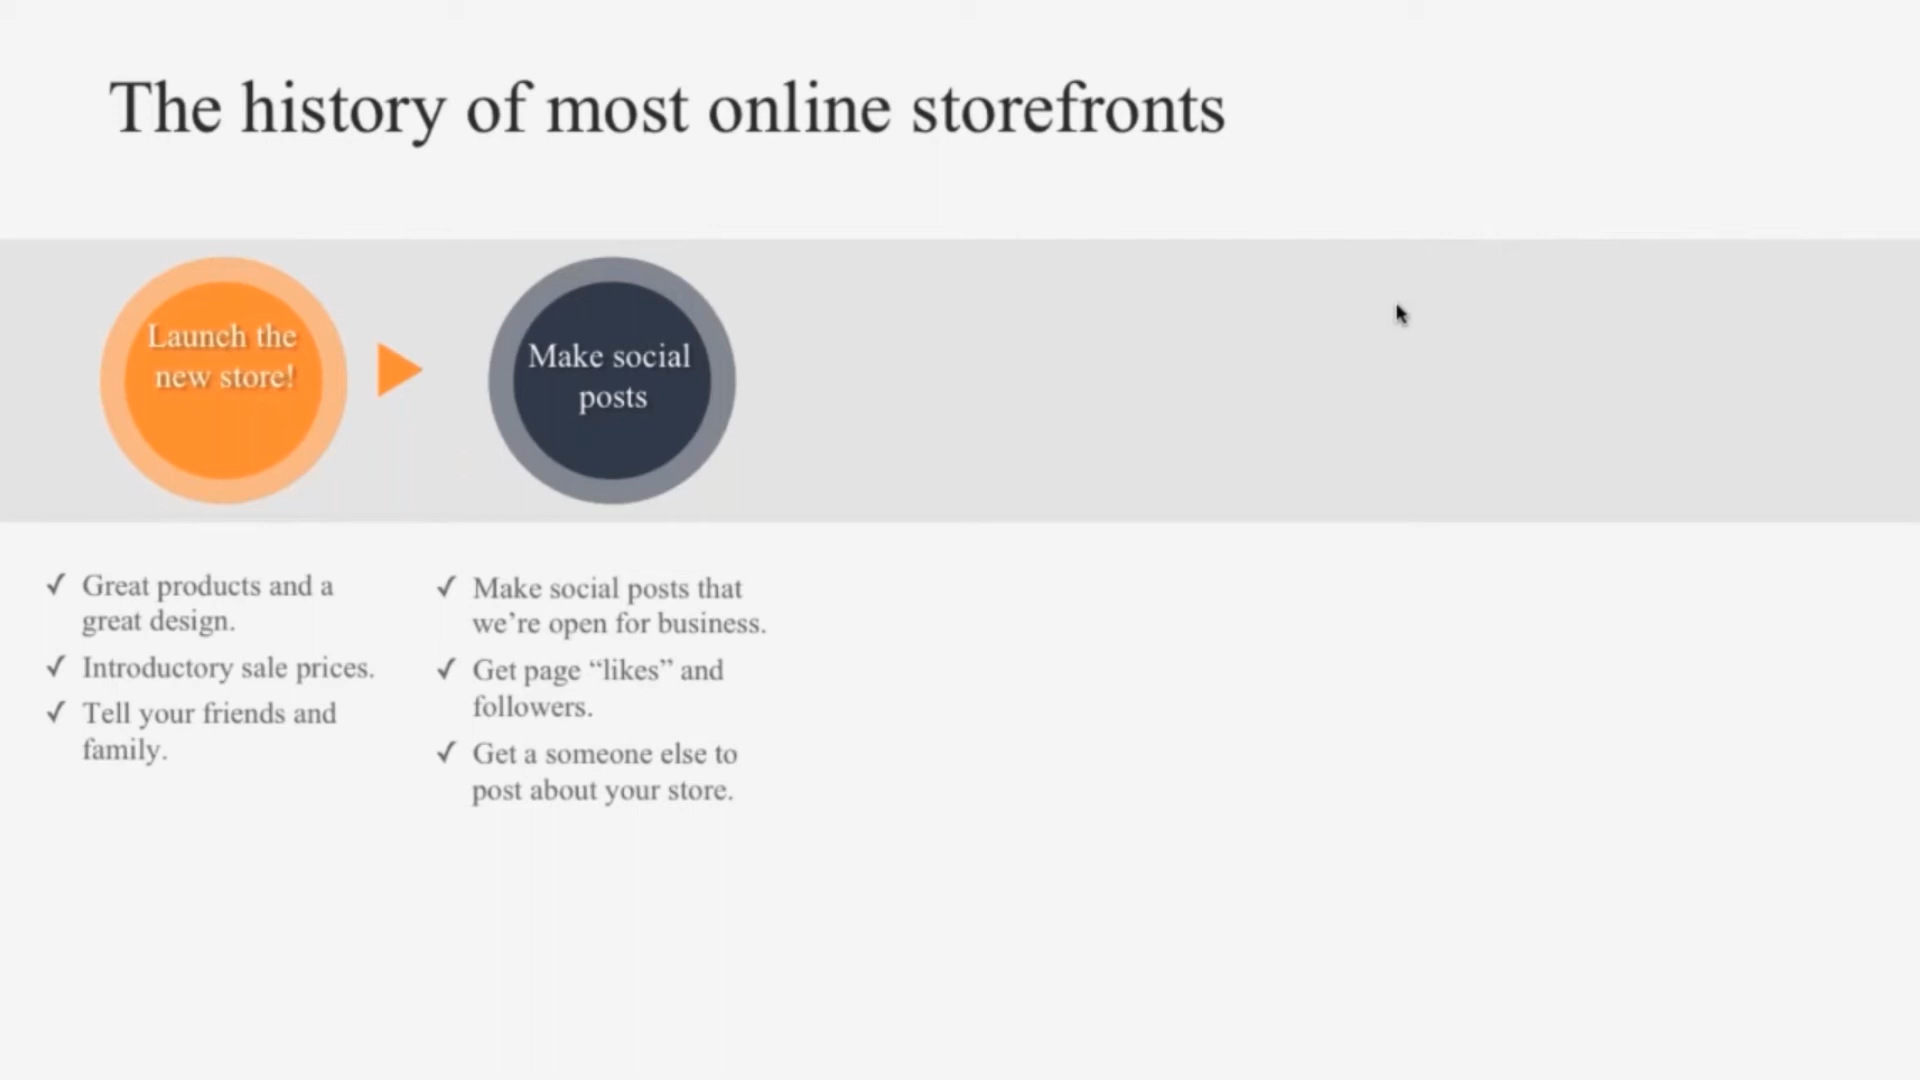 The history of most online storefronts
Launch the
new store!
Make social
posts
✓ Great products and a
great design.
✓ Introductory sale prices.
✓ Tell your friends and
family.
✓ Make social posts that
we’re open for business.
✓ Get page “likes” and
followers.
✓ Get a someone else to
post about your store.